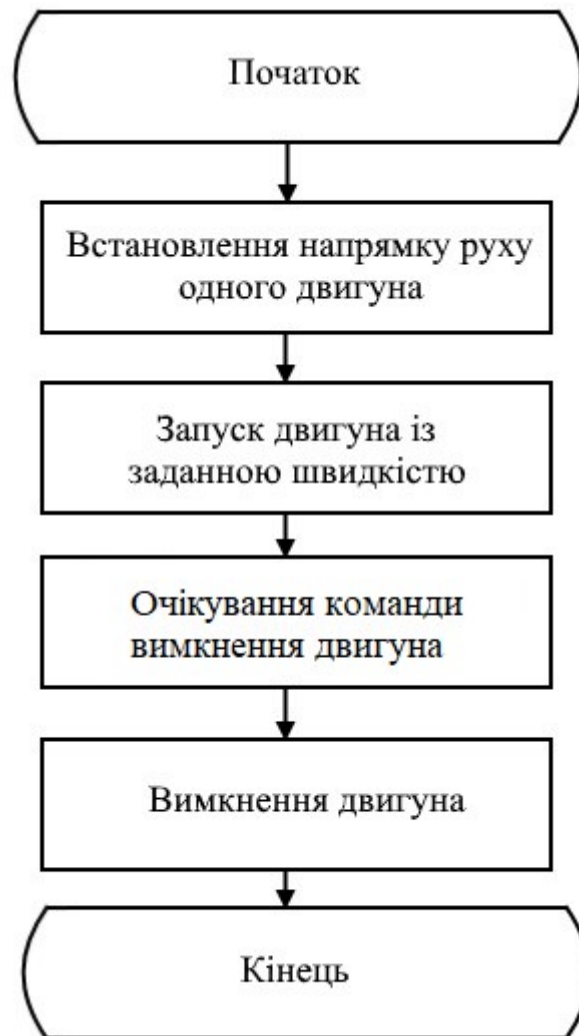 Початок
Встановлення напрямку руху
одного двигуна
Запуск двигуна із
заданною швидкістю
Очікування команди
вимкнення двигуна
Вимкнення двигуна
Кінець